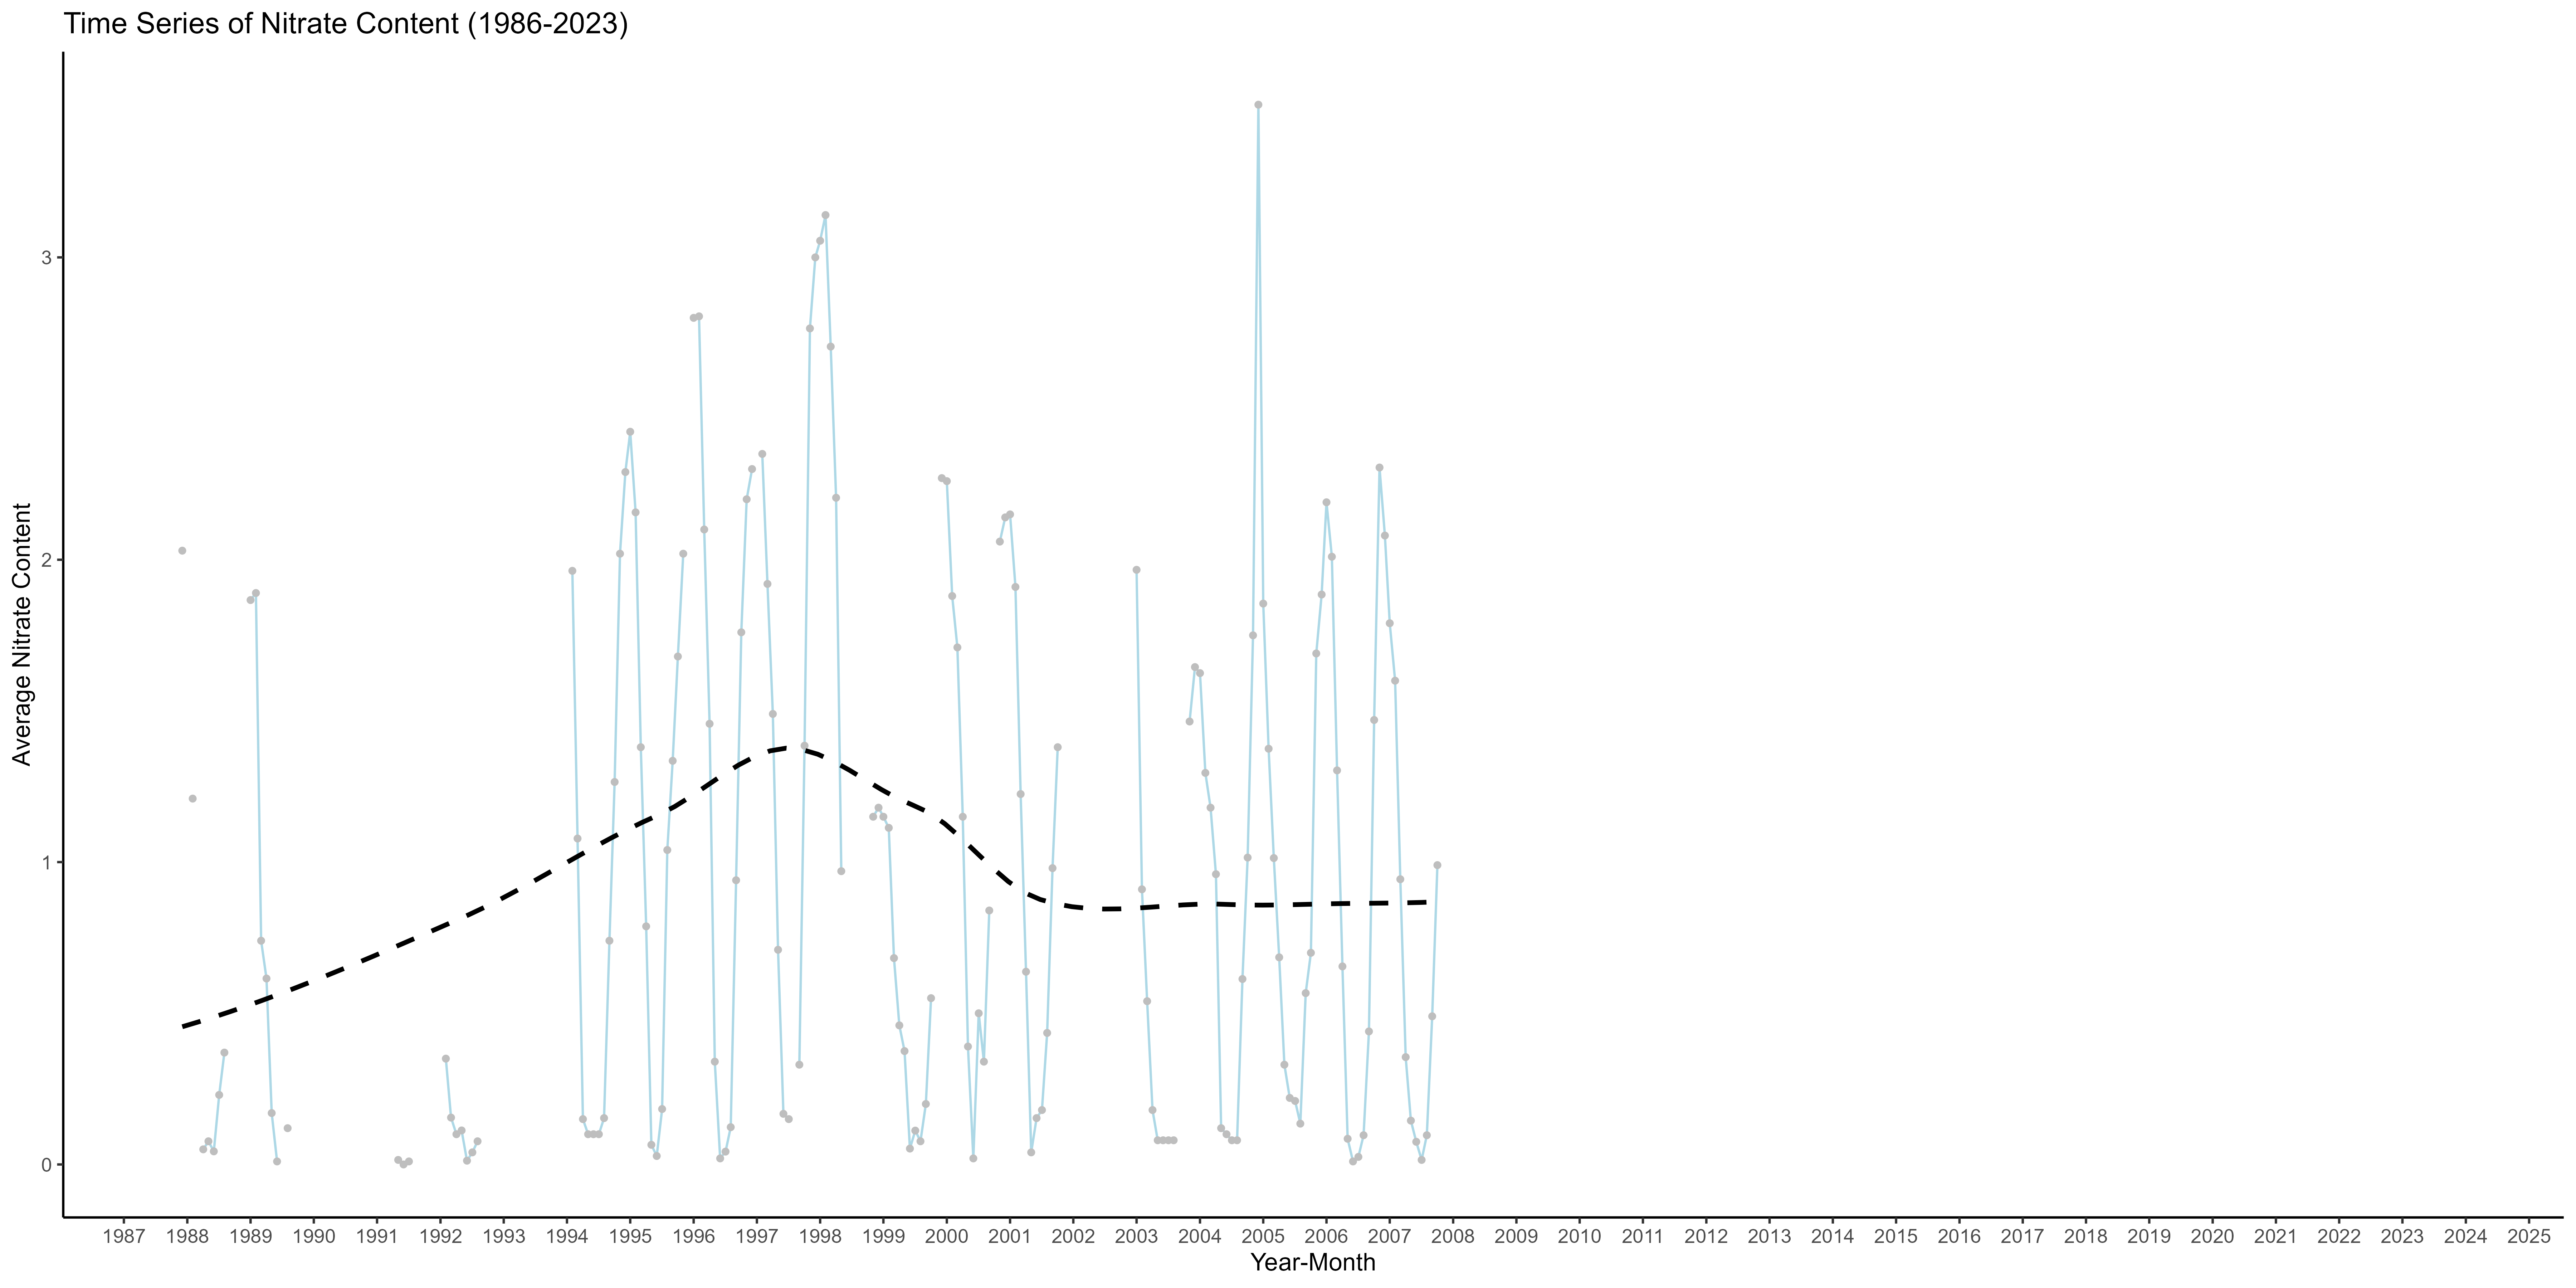 Time Series of Nitrate Content (1986-2023)
Average Nitrate Content
3
2
1
0
1987 1988 1989 1990 1991 1992 1993 1994 1995 1996 1997 1998 1999 2000 2001 2002 2003 2004 2005 2006 2007 2008 2009 2010 2011 2012 2013 2014 2015 2016 2017 2018 2019 2020 2021 2022 2023 2024 2025
Year-Month